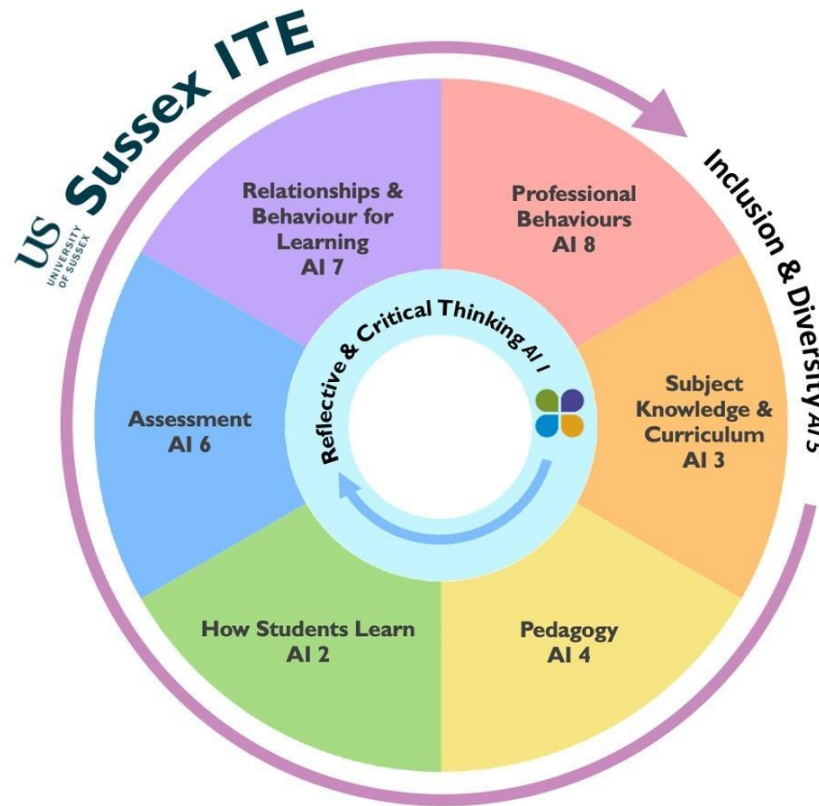 Sussex ITE
US
UNIVERSITY
OF SUSSEX
Inclusion & Diversity AI 5
Relationships &
Behaviour for
Learning
AI 7
Professional
Behaviours
AI 8
Reflective & Critical Thinking AI 1
Assessment
AI 6
Subject
Knowledge &
Curriculum
AI 3
How Students Learn
AI 2
Pedagogy
AI 4